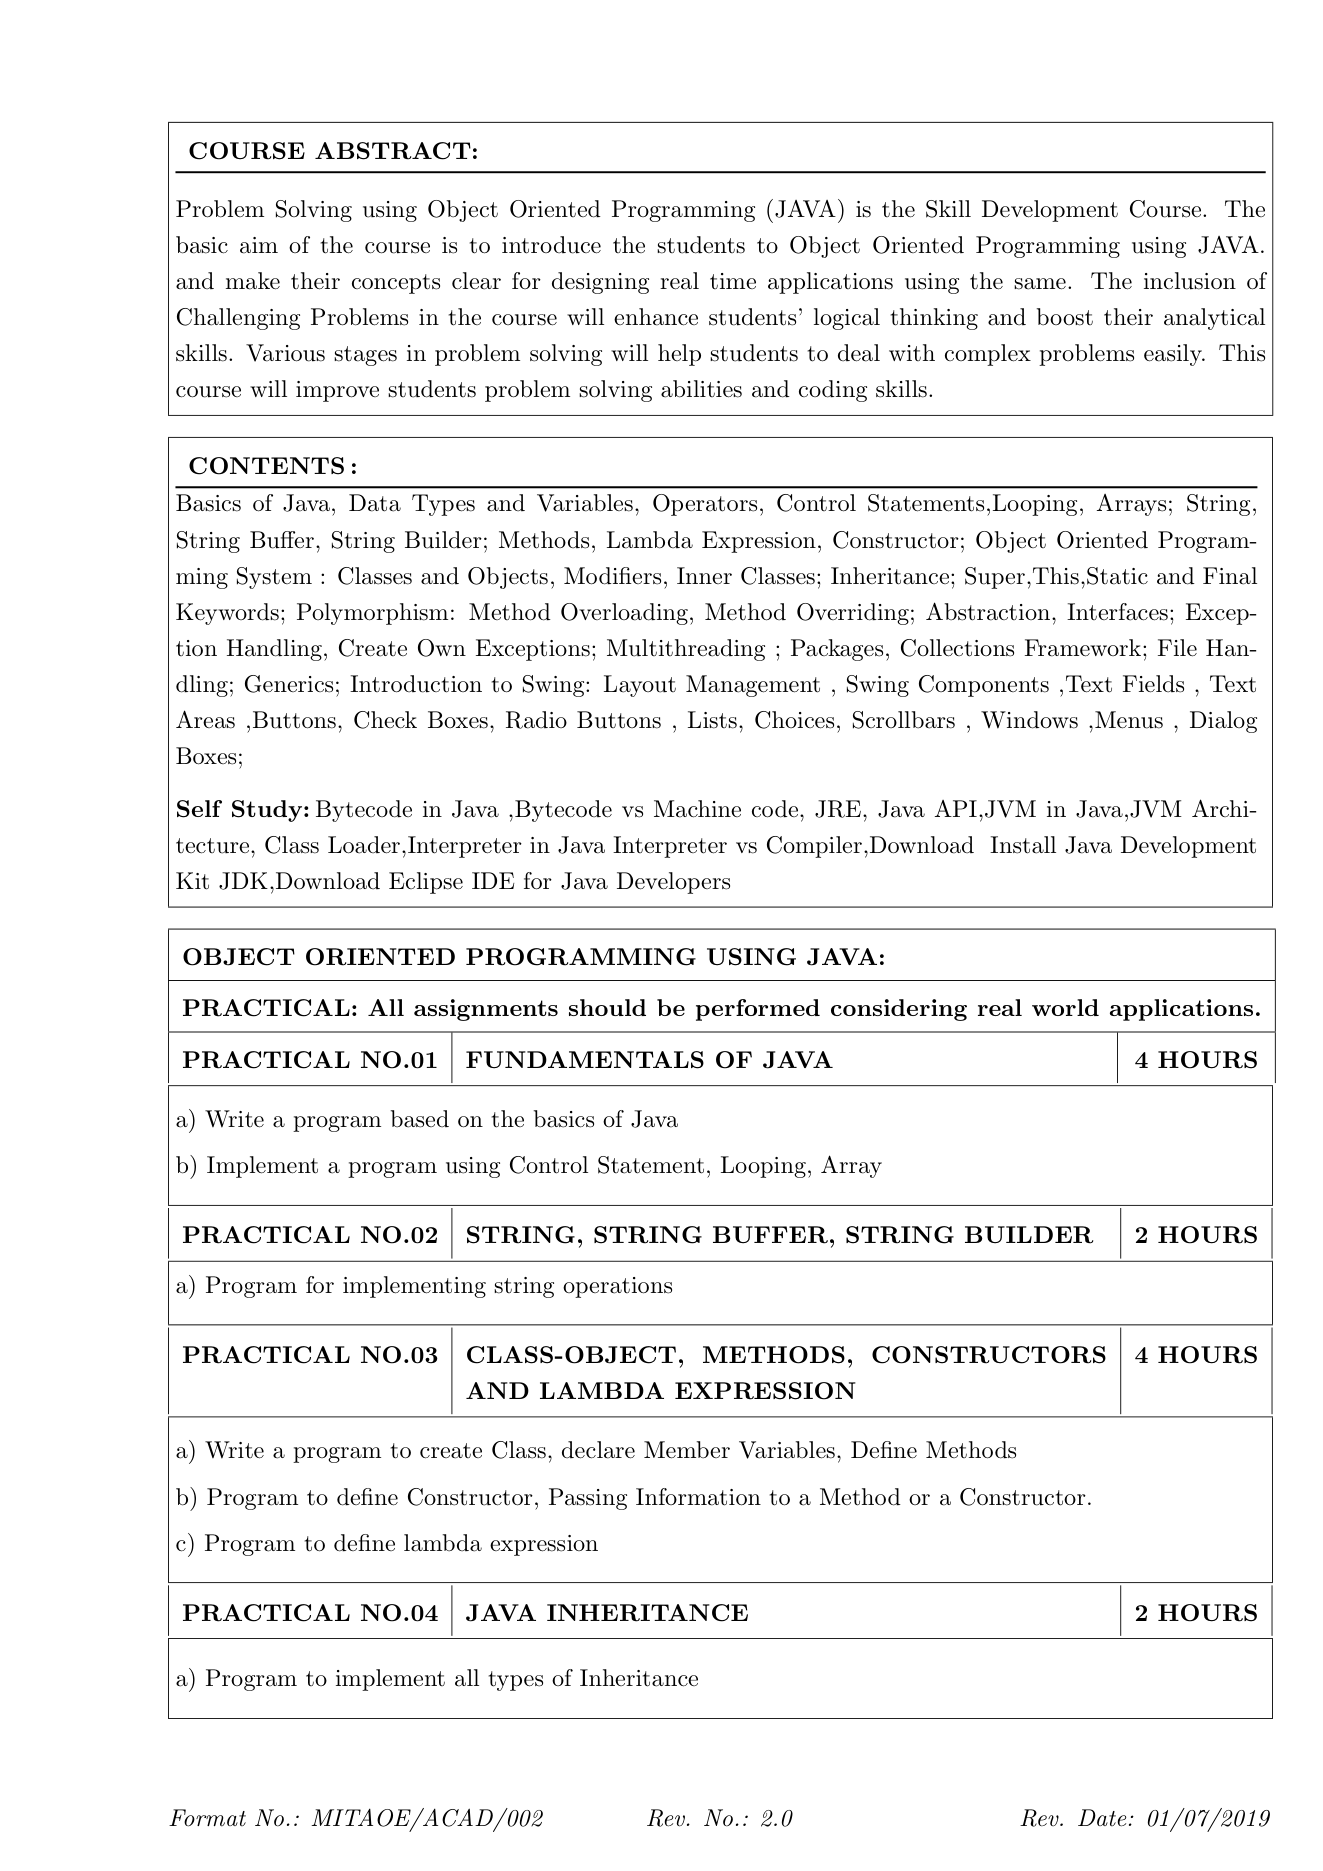 COURSE ABSTRACT:
Problem Solving using Object Oriented Programming (JAVA) is the Skill Development Course. The
basic aim of the course is to introduce the students to Object Oriented Programming using JAVA.
and make their concepts clear for designing real time applications using the same. The inclusion of
Challenging Problems in the course will enhance students’ logical thinking and boost their analytical
skills. Various stages in problem solving will help students to deal with complex problems easily. This
course will improve students problem solving abilities and coding skills.
CONTENTS :
Basics of Java, Data Types and Variables, Operators, Control Statements,Looping, Arrays; String,
String Buffer, String Builder; Methods, Lambda Expression, Constructor; Object Oriented Program-
ming System : Classes and Objects, Modifiers, Inner Classes; Inheritance; Super,This,Static and Final
Keywords; Polymorphism: Method Overloading, Method Overriding; Abstraction, Interfaces; Excep-
tion Handling, Create Own Exceptions; Multithreading ; Packages, Collections Framework; File Han-
dling; Generics; Introduction to Swing: Layout Management , Swing Components ,Text Fields , Text
Areas ,Buttons, Check Boxes, Radio Buttons , Lists, Choices, Scrollbars , Windows ,Menus , Dialog
Boxes;
Self Study: Bytecode in Java ,Bytecode vs Machine code, JRE, Java API,JVM in Java,JVM Archi-
tecture, Class Loader,Interpreter in Java Interpreter vs Compiler,Download Install Java Development
Kit JDK,Download Eclipse IDE for Java Developers
OBJECT ORIENTED PROGRAMMING USING JAVA:
PRACTICAL: All assignments should be performed considering real world applications.
PRACTICAL NO.01 FUNDAMENTALS OF JAVA 4 HOURS
a) Write a program based on the basics of Java
b) Implement a program using Control Statement, Looping, Array
PRACTICAL NO.02 STRING, STRING BUFFER, STRING BUILDER 2 HOURS
a) Program for implementing string operations
PRACTICAL NO.03 CLASS-OBJECT, METHODS, CONSTRUCTORS 4 HOURS
AND LAMBDA EXPRESSION
a) Write a program to create Class, declare Member Variables, Define Methods
b) Program to define Constructor, Passing Information to a Method or a Constructor.
c) Program to define lambda expression
PRACTICAL NO.04 JAVA INHERITANCE 2 HOURS
a) Program to implement all types of Inheritance
Format No.: MITAOE/ACAD/002 Rev. No.: 2.0 Rev. Date: 01/07/2019